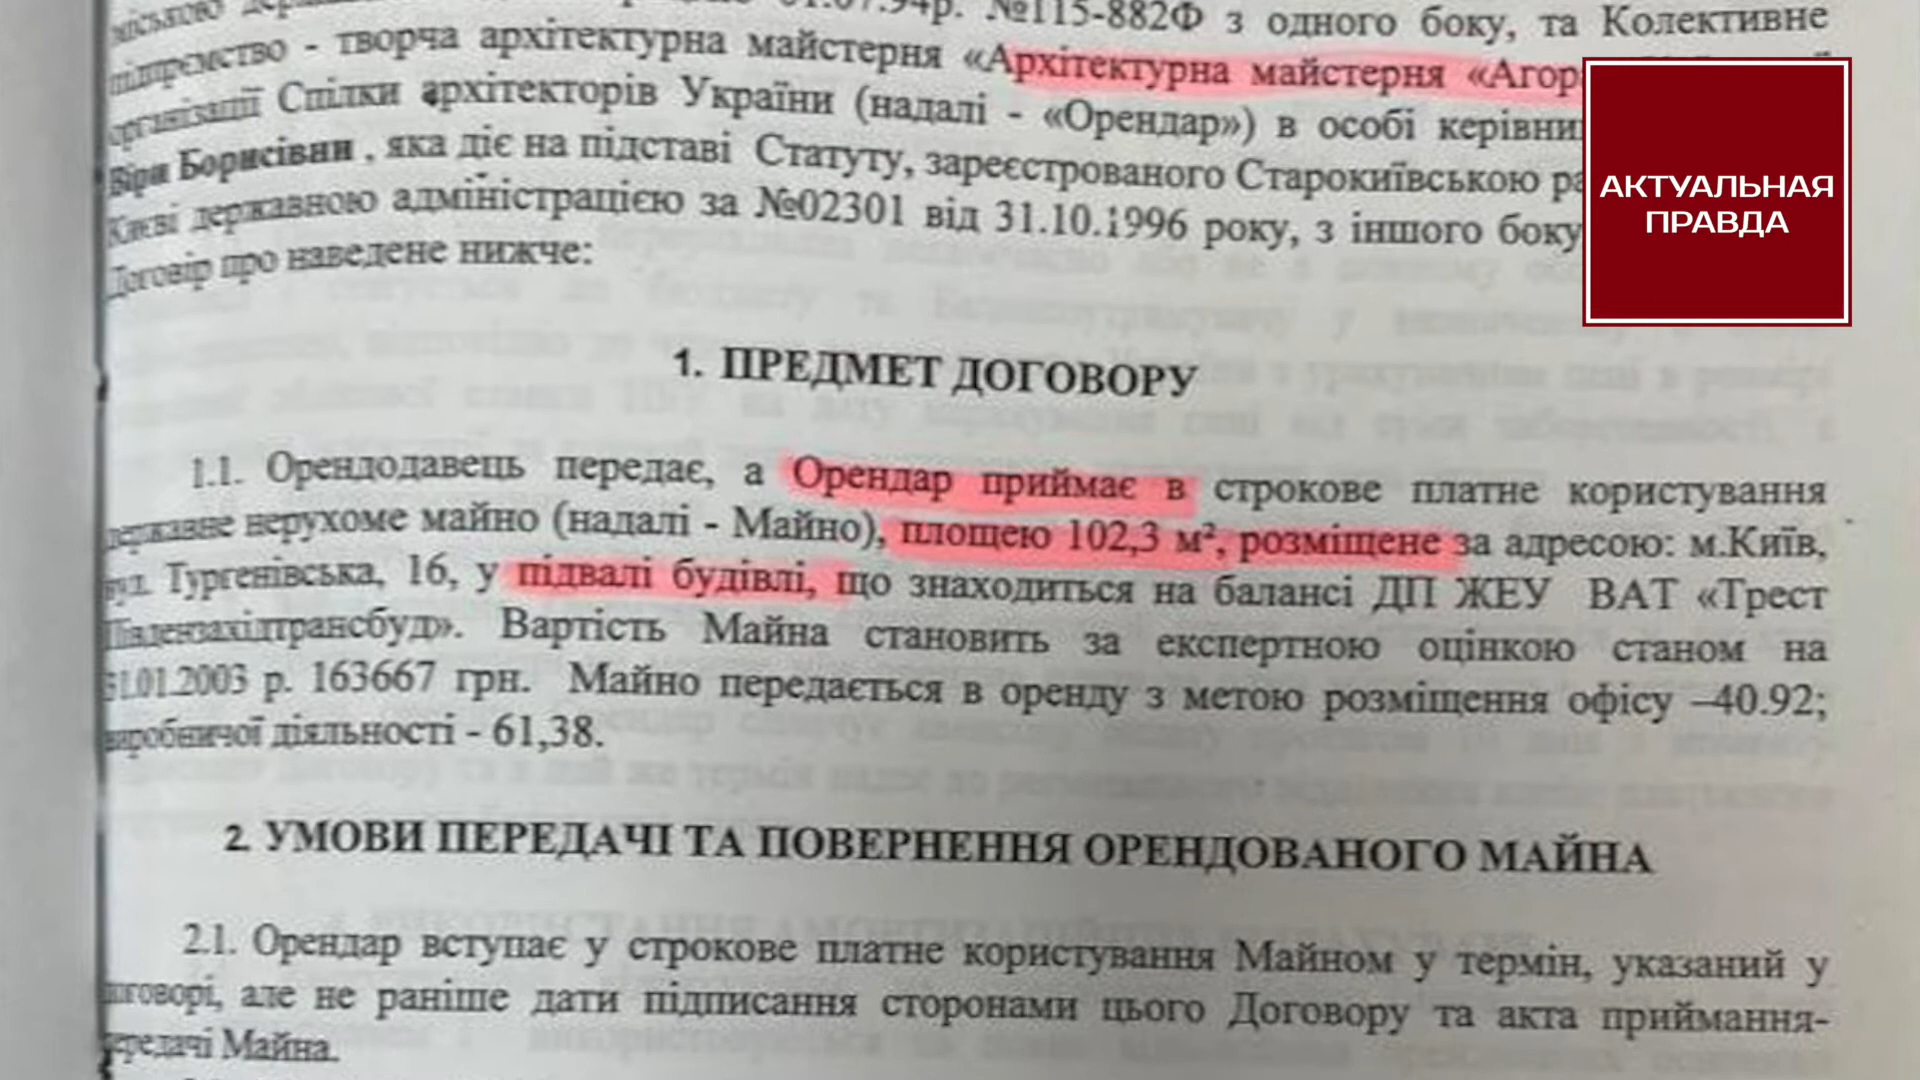 №115-882Ф з одного боку, та Колективне
підпрємство - творча архітектурна майстерня «Архітектурна майстерня «Агор
організації Спілки архітекторів України (надалі - «Орендар») в особі
Віри Борисівни , яка діє на підставі Статуту, зареєстрованого Старокиївською
Києві державною адміністрацією за №02301 від 31.10.1996 року, з іншого боку
Договір про наведене нижче:
АКТУАЛЬНАЯ
ПРАВДА
1. ПРЕДМЕТ ДОГОВОРУ
1.1. Орендодавець передає, а Орендар приймає в строкове платне користування
державне нерухоме майно (надалі - Майно), площею 102,3 м², розміщене за адресою: м.Київ,
вул. Тургенівська, 16, у підвалі будівлі, що знаходиться на балансі ДП ЖЕУ ВАТ «Трест
Південзахідтрансбуд». Вартість Майна становить за експертною оцінкою станом на
31.01.2003 р. 163667 грн. Майно передається в оренду з метою розміщення офісу –40.92;
виробничої діяльності - 61,38.
2. УМОВИ ПЕРЕДАЧІ ТА ПОВЕРНЕННЯ ОРЕНДОВАНОГО МАЙНА
2.1. Орендар вступає у строкове платне користування Майном у термін, указаний у
договорі, але не раніше дати підписання сторонами цього Договору та акта приймання-
передачі Майна.